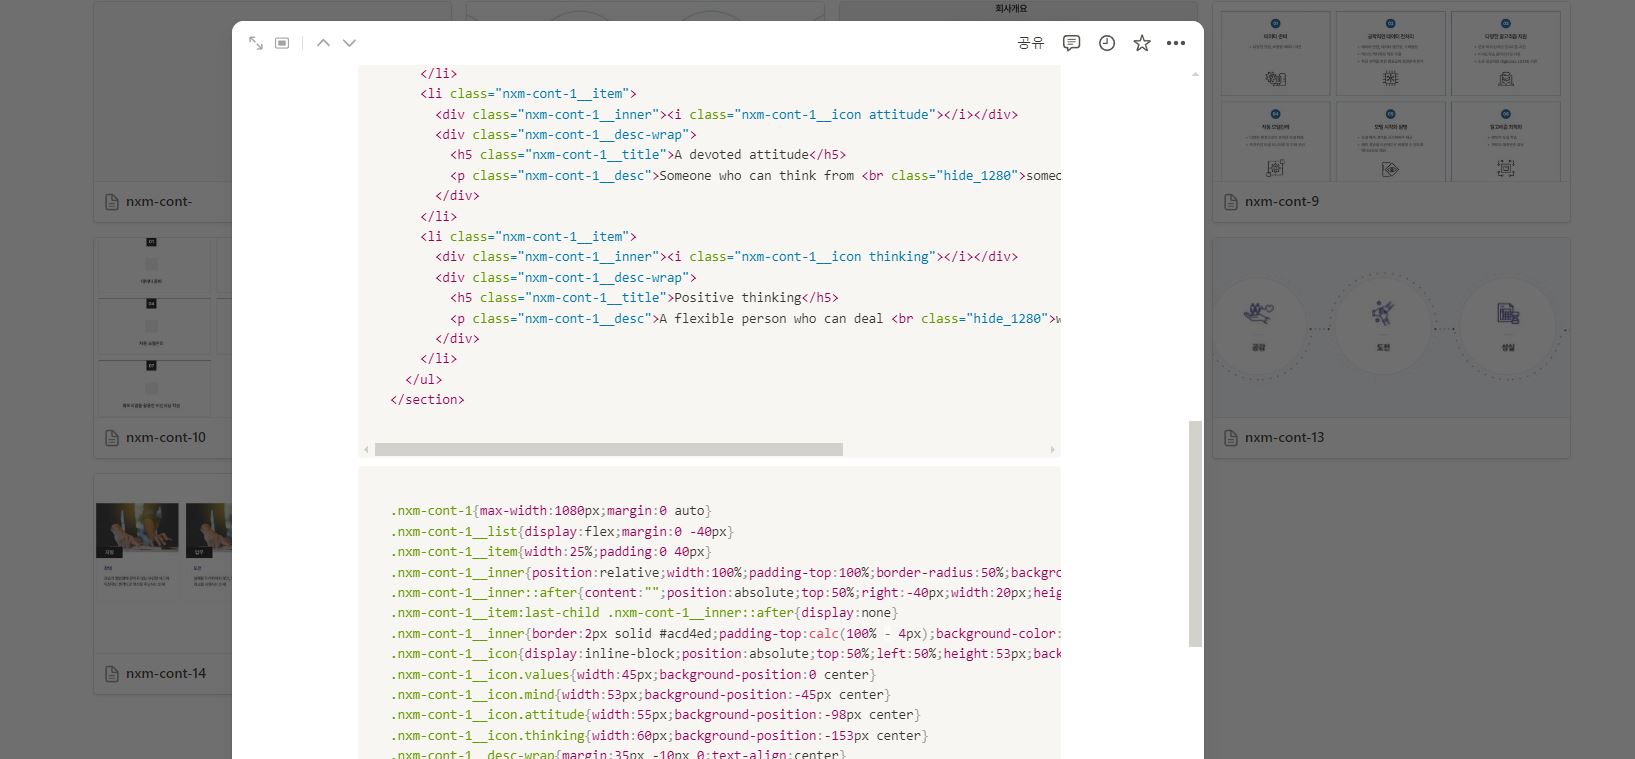 회사개요
공유
</li>
<li class="nxm-cont-1__item">
<div class="nxm-cont-1__inner"><i class="nxm-cont-1__icon attitude"></i></div>
<div class="nxm-cont-1__desc-wrap">
<h5 class="nxm-cont-1__title">A devoted attitude</h5>
<p class="nxm-cont-1__desc">Someone who can think from <br class="hide_1280">someo
</div>
</li>
<li class="nxm-cont-1__item">
<div class="nxm-cont-1__inner"><i class="nxm-cont-1__icon thinking"></i></div>
<div class="nxm-cont-1__desc-wrap">
<h5 class="nxm-cont-1__title">Positive thinking</h5>
<p class="nxm-cont-1__desc">A flexible person who can deal <br class="hide_1280">w
</div>
</li>
</ul>
</section>
.nxm-cont-1{max-width:1080px;margin:0 auto}
.nxm-cont-1__list{display:flex;margin:0 -40px}
.nxm-cont-1__item{width:25%;padding:0 40px}
.nxm-cont-1__inner{position:relative;width:100%;padding-top:100%;border-radius:50%;backgro
.nxm-cont-1__inner::after{content:"";position:absolute;top:50%;right:-40px;width:20px;heig
.nxm-cont-1__item:last-child .nxm-cont-1__inner::after{display:none}
.nxm-cont-1__inner{border:2px solid #acd4ed;padding-top:calc(100% - 4px);background-color:
.nxm-cont-1__icon{display:inline-block;position:absolute;top:50%;left:50%;height:53px;back
.nxm-cont-1__icon.values{width:45px;background-position:0 center}
.nxm-cont-1__icon.mind{width:53px;background-position:-45px center}
.nxm-cont-1__icon.attitude{width:55px;background-position:-98px center}
.nxm-cont-1__icon.thinking{width:60px;background-position:-153px center}
.nxm-cont-1__desc-wrap{margin:35px -10px 0;text-align:center}
nxm-cont-
nxm-cont-9
nxm-cont-10
공감
도전
성실
nxm-cont-13
nxm-cont-14